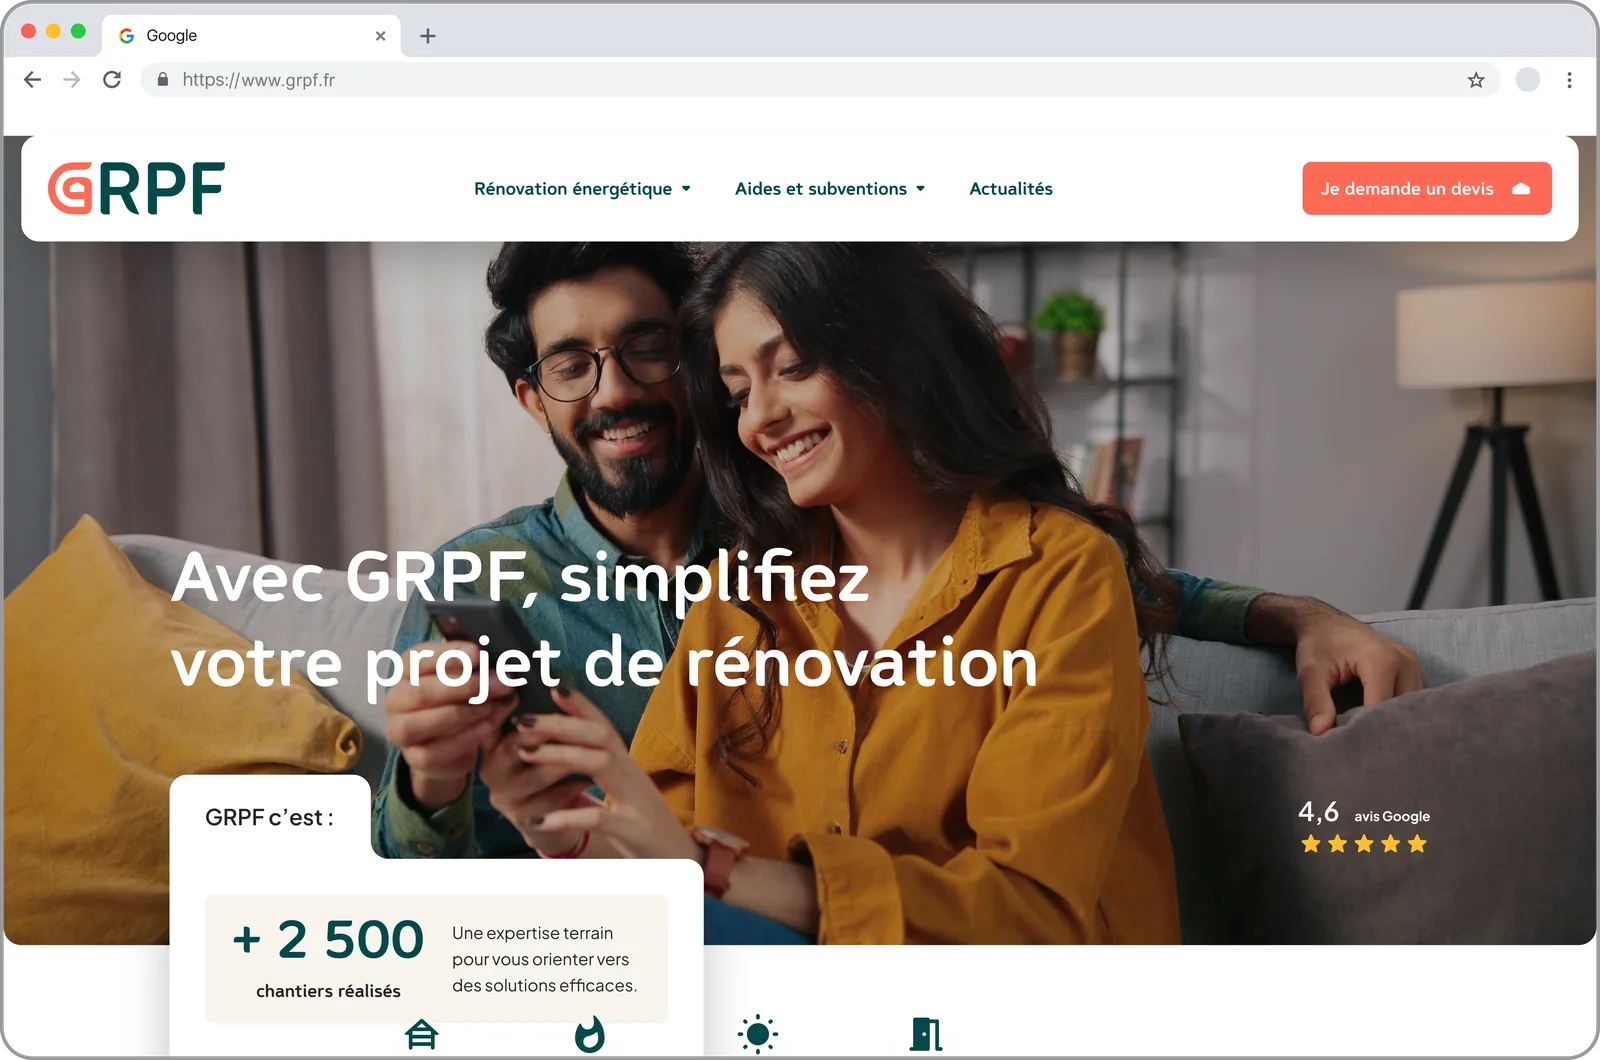 Google
https://www.grpf.fr
GRPF
Rénovation énergétique
Aides et subventions
Actualités
Je demande un devis
Avec GRPF, simplifiez
votre projet de rénovation
GRPF c’est :
4,6 avis Google
+ 2 500
chantiers réalisés
Une expertise terrain
pour vous orienter vers
des solutions efficaces.